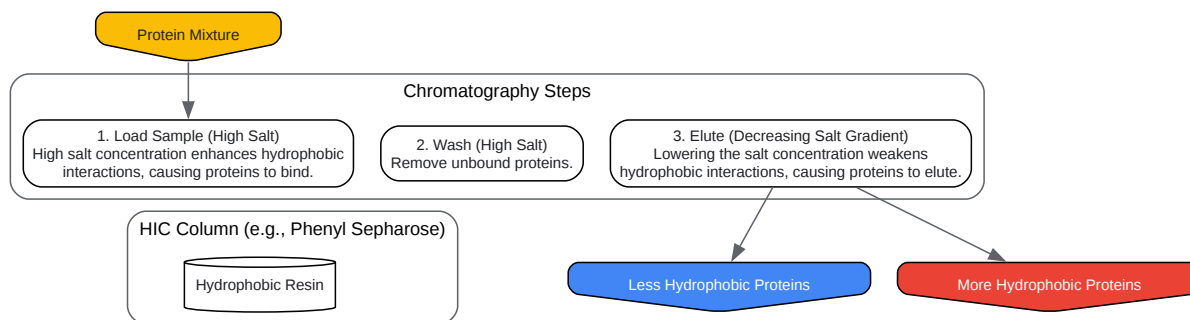 Protein Mixture
Chromatography Steps
1. Load Sample (High Salt)
High salt concentration enhances hydrophobic
interactions, causing proteins to bind.
2. Wash (High Salt)
Remove unbound proteins.
3. Elute (Decreasing Salt Gradient)
Lowering the salt concentration weakens
hydrophobic interactions, causing proteins to elute.
HIC Column (e.g., Phenyl Sepharose)
Hydrophobic Resin
Less Hydrophobic Proteins
More Hydrophobic Proteins